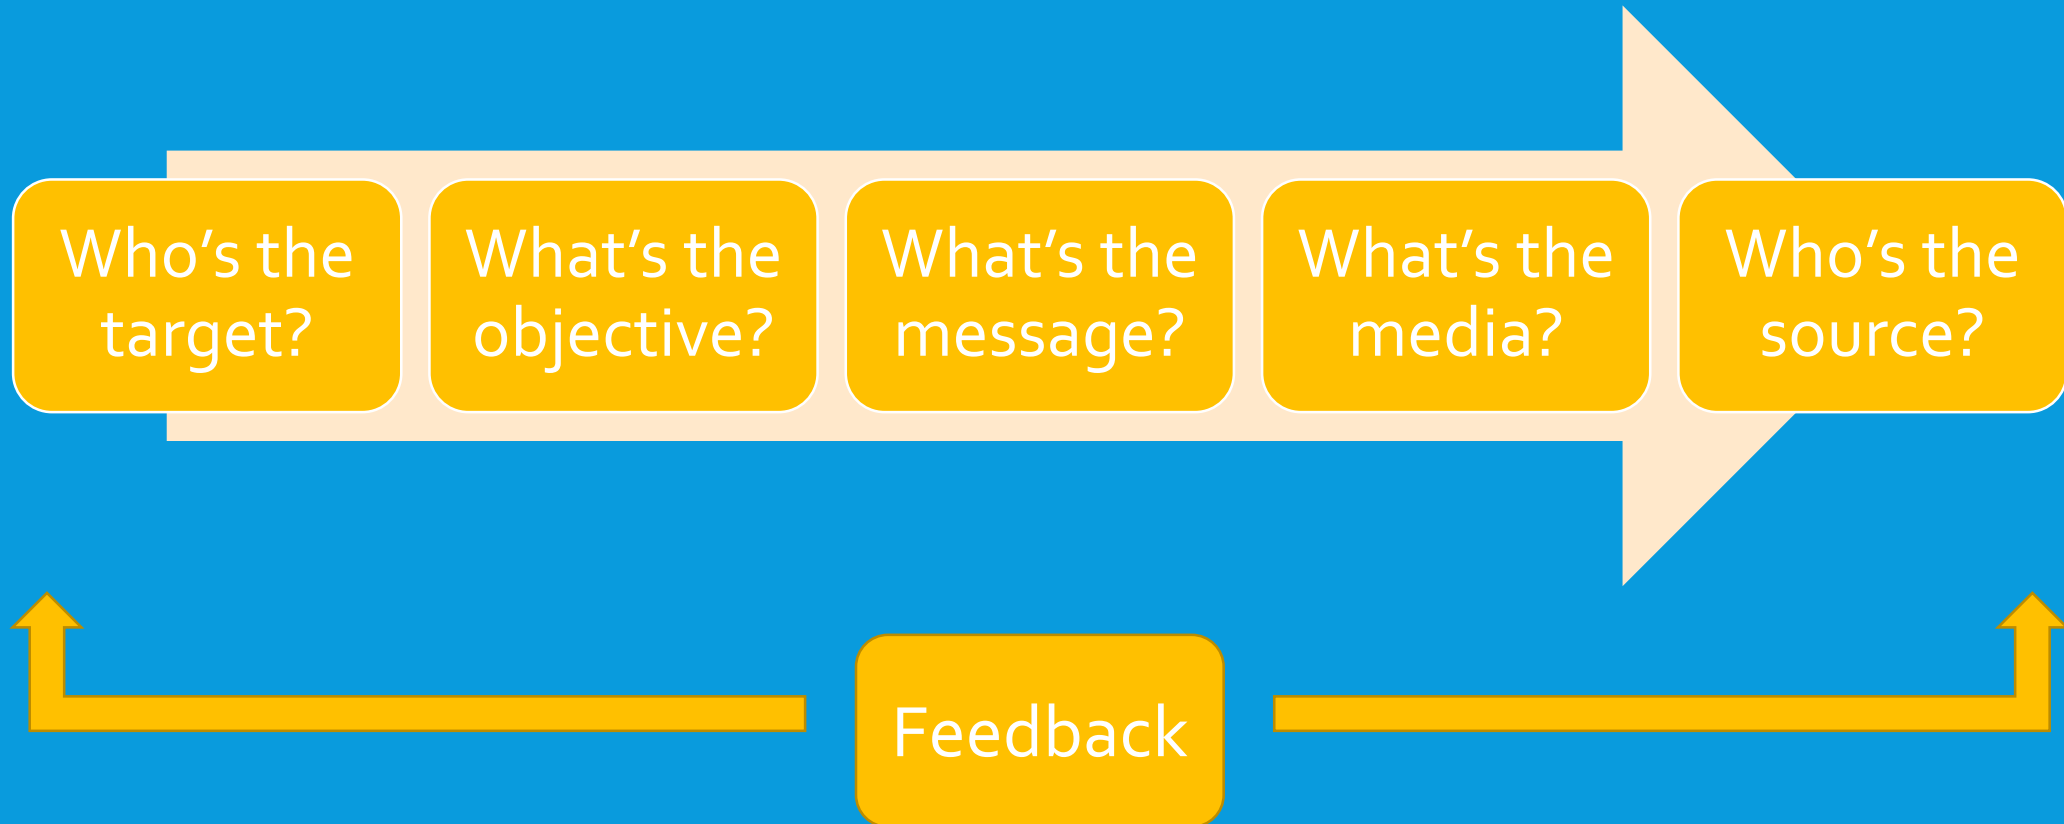 Who’s the
target?
What’s the
objective?
What’s the
message?
What’s the
media?
Who’s the
source?
Feedback